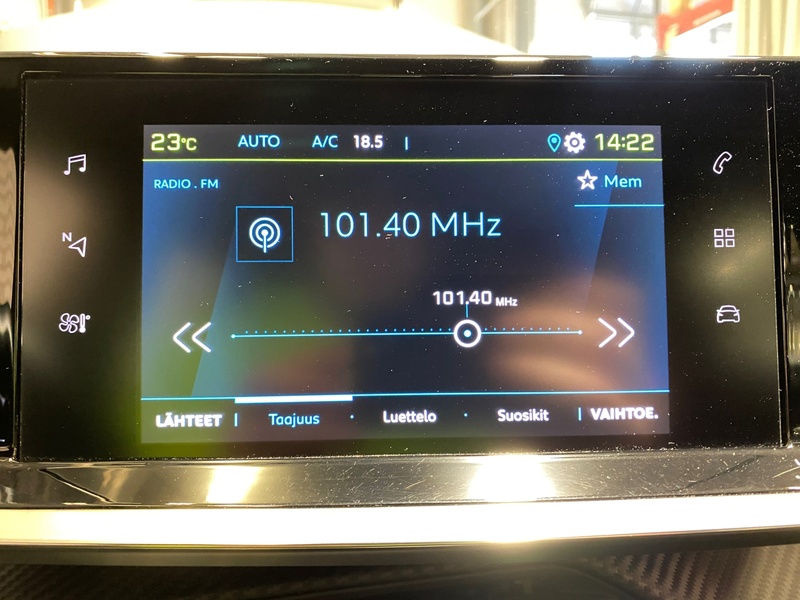 23°C AUTO A/C 18.5 14:22
RADIO . FM
Mem
101.40 MHz
101.40 MHz
N
LÄHTEET Taajuus Luettelo Suosikit VAIHTOE.